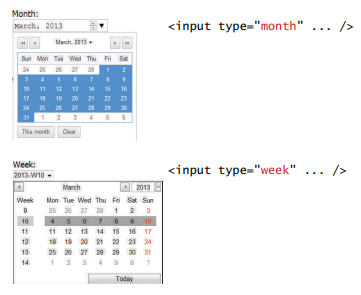 Month:
March, 2013
<input type="month" ... />
March, 2013
Sun Mon Tue Wed Thu Fri Sat
24 25 26 27 28 1 2
3 4 5 6 7 8 9
10 11 12 13 14 15 16
17 18 19 20 21 22 23
24 25 26 27 28 29 30
31 1 2 3 4 5 6
This month Clear
Week:
2013-W10
<input type="week" ... />
March 2013
Week Mon Tue Wed Thu Fri Sat Sun
9 25 26 27 28 1 2 3
10 4 5 6 7 8 9 10
11 11 12 13 14 15 16 17
12 18 19 20 21 22 23 24
13 25 26 27 28 29 30 31
14 1 2 3 4 5 6 7
Today